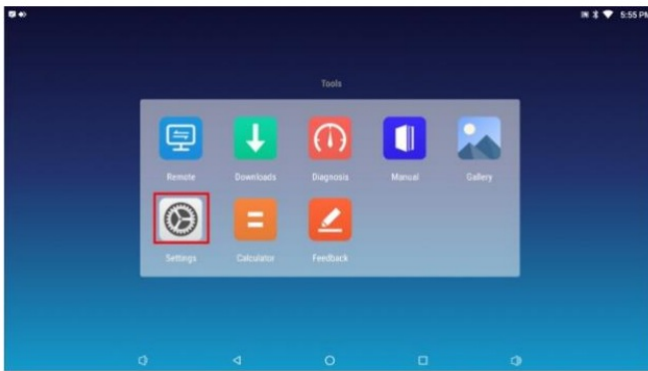 5:55 PM
Tools
Remote Downloads Diagnosis Manual Gallery
Settings Calculator Feedback